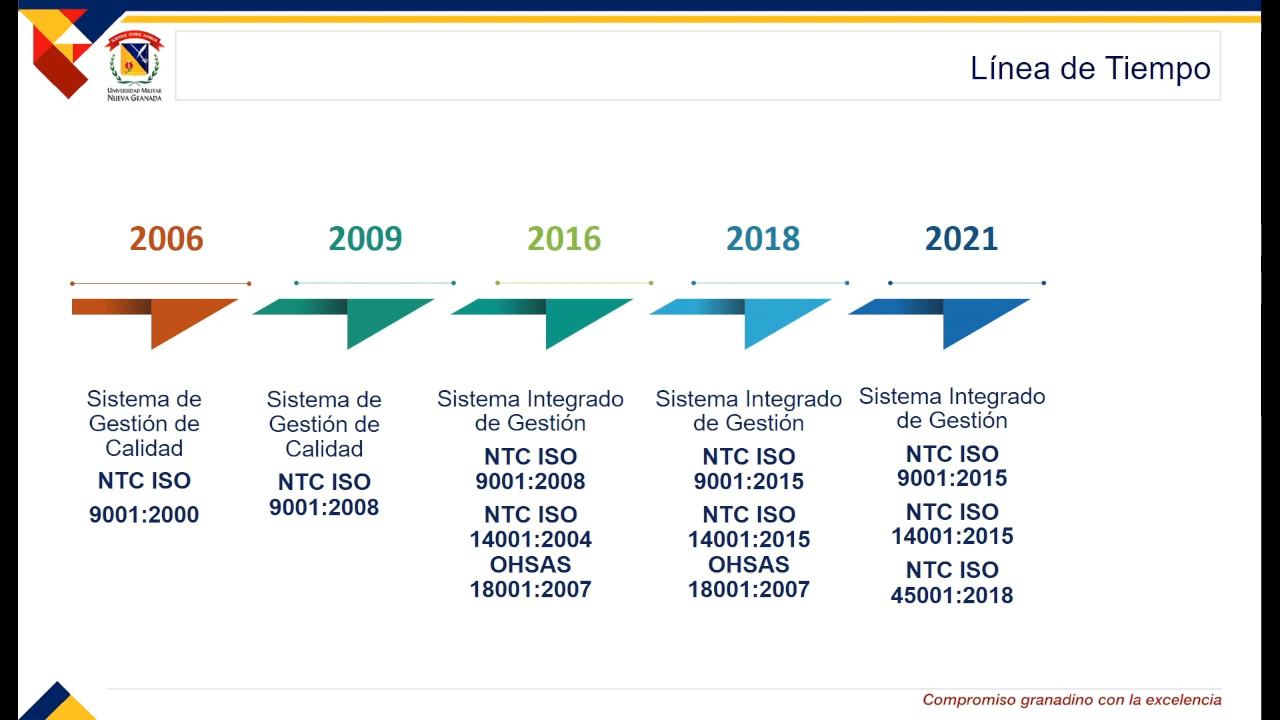 UNIVERSIDAD MILITAR
NUEVA GRANADA
Línea de Tiempo
2006
2009
2016
2018
2021
Sistema de
Gestión de
Calidad
NTC ISO
9001:2000
Sistema de
Gestión de
Calidad
NTC ISO
9001:2008
Sistema Integrado
de Gestión
NTC ISO
9001:2008
NTC ISO
14001:2004
OHSAS
18001:2007
Sistema Integrado
de Gestión
NTC ISO
9001:2015
NTC ISO
14001:2015
OHSAS
18001:2007
Sistema Integrado
de Gestión
NTC ISO
9001:2015
NTC ISO
14001:2015
NTC ISO
45001:2018
Compromiso granadino con la excelencia